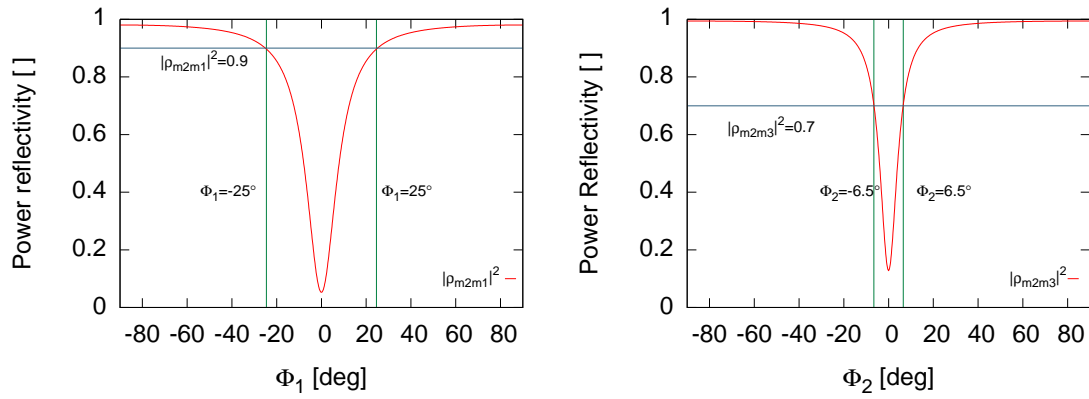 Power reflectivity [ ]
1
0.8
0.6
0.4
0.2
0
|ρm2m1|²=0.9
Φ1=-25°
Φ1=25°
|ρm2m1|²
-80 -60 -40 -20 0 20 40 60 80
Φ1 [deg]
Power Reflectivity [ ]
1
0.8
0.6
0.4
0.2
0
|ρm2m3|²=0.7
Φ2=-6.5°
Φ2=6.5°
|ρm2m3|²
-80 -60 -40 -20 0 20 40 60 80
Φ2 [deg]